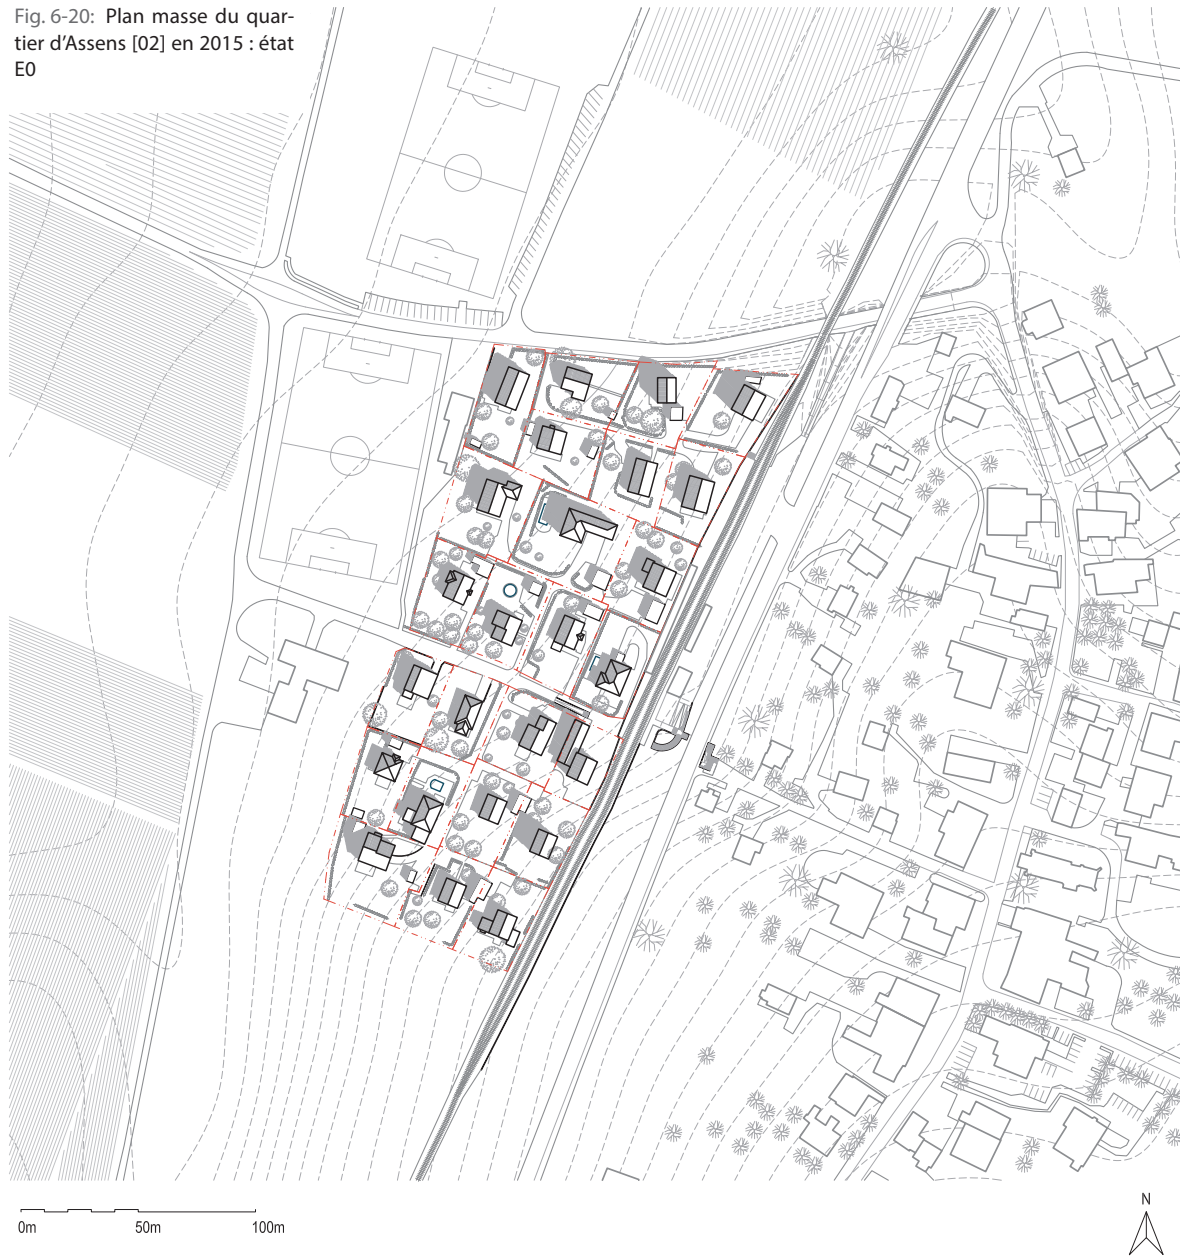 Fig. 6-20: Plan masse du quar-
tier d'Assens [02] en 2015 : état
E0
N
0m 50m 100m